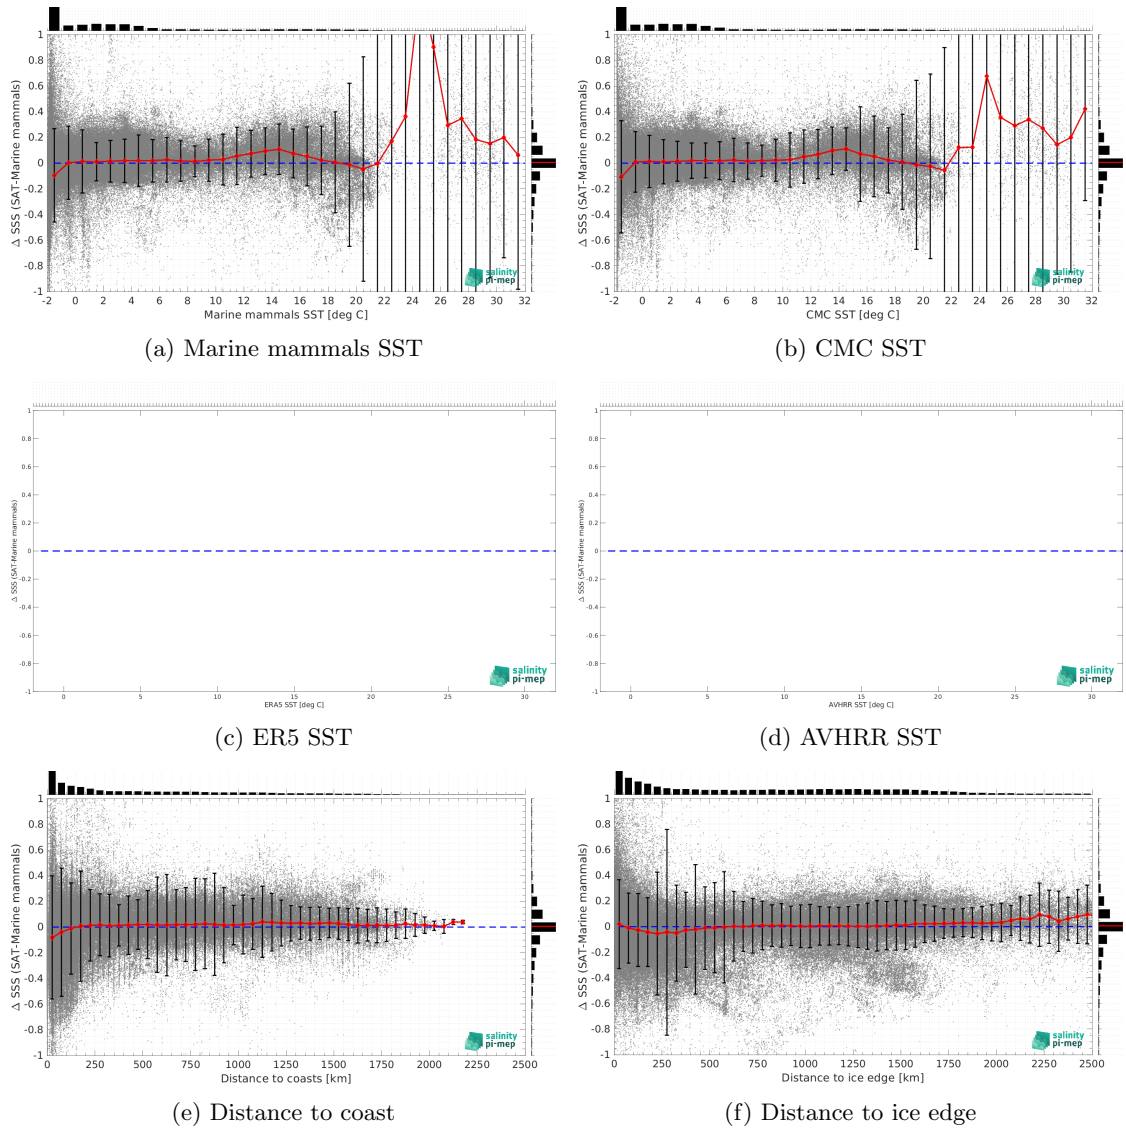 1
0.8
0.6
0.4
0.2
0
-0.2
-0.4
-0.6
-0.8
-1
Δ SSS (SAT-Marine mammals)
salinity
pi-mep
-2 0 2 4 6 8 10 12 14 16 18 20 22 24 26 28 30 32
Marine mammals SST [deg C]
(a) Marine mammals SST
1
0.8
0.6
0.4
0.2
0
-0.2
-0.4
-0.6
-0.8
-1
Δ SSS (SAT-Marine mammals)
salinity
pi-mep
-2 0 2 4 6 8 10 12 14 16 18 20 22 24 26 28 30 32
CMC SST [deg C]
(b) CMC SST
1
0.8
0.6
0.4
0.2
0
-0.2
-0.4
-0.6
-0.8
-1
Δ SSS (SAT-Marine mammals)
salinity
pi-mep
0 5 10 15 20 25 30
ERA5 SST [deg C]
(c) ER5 SST
1
0.8
0.6
0.4
0.2
0
-0.2
-0.4
-0.6
-0.8
-1
Δ SSS (SAT-Marine mammals)
salinity
pi-mep
0 5 10 15 20 25 30
AVHRR SST [deg C]
(d) AVHRR SST
1
0.8
0.6
0.4
0.2
0
-0.2
-0.4
-0.6
-0.8
-1
Δ SSS (SAT-Marine mammals)
salinity
pi-mep
0 250 500 750 1000 1250 1500 1750 2000 2250 2500
Distance to coasts [km]
(e) Distance to coast
1
0.8
0.6
0.4
0.2
0
-0.2
-0.4
-0.6
-0.8
-1
Δ SSS (SAT-Marine mammals)
salinity
pi-mep
0 250 500 750 1000 1250 1500 1750 2000 2250 2500
Distance to ice edge [km]
(f) Distance to ice edge